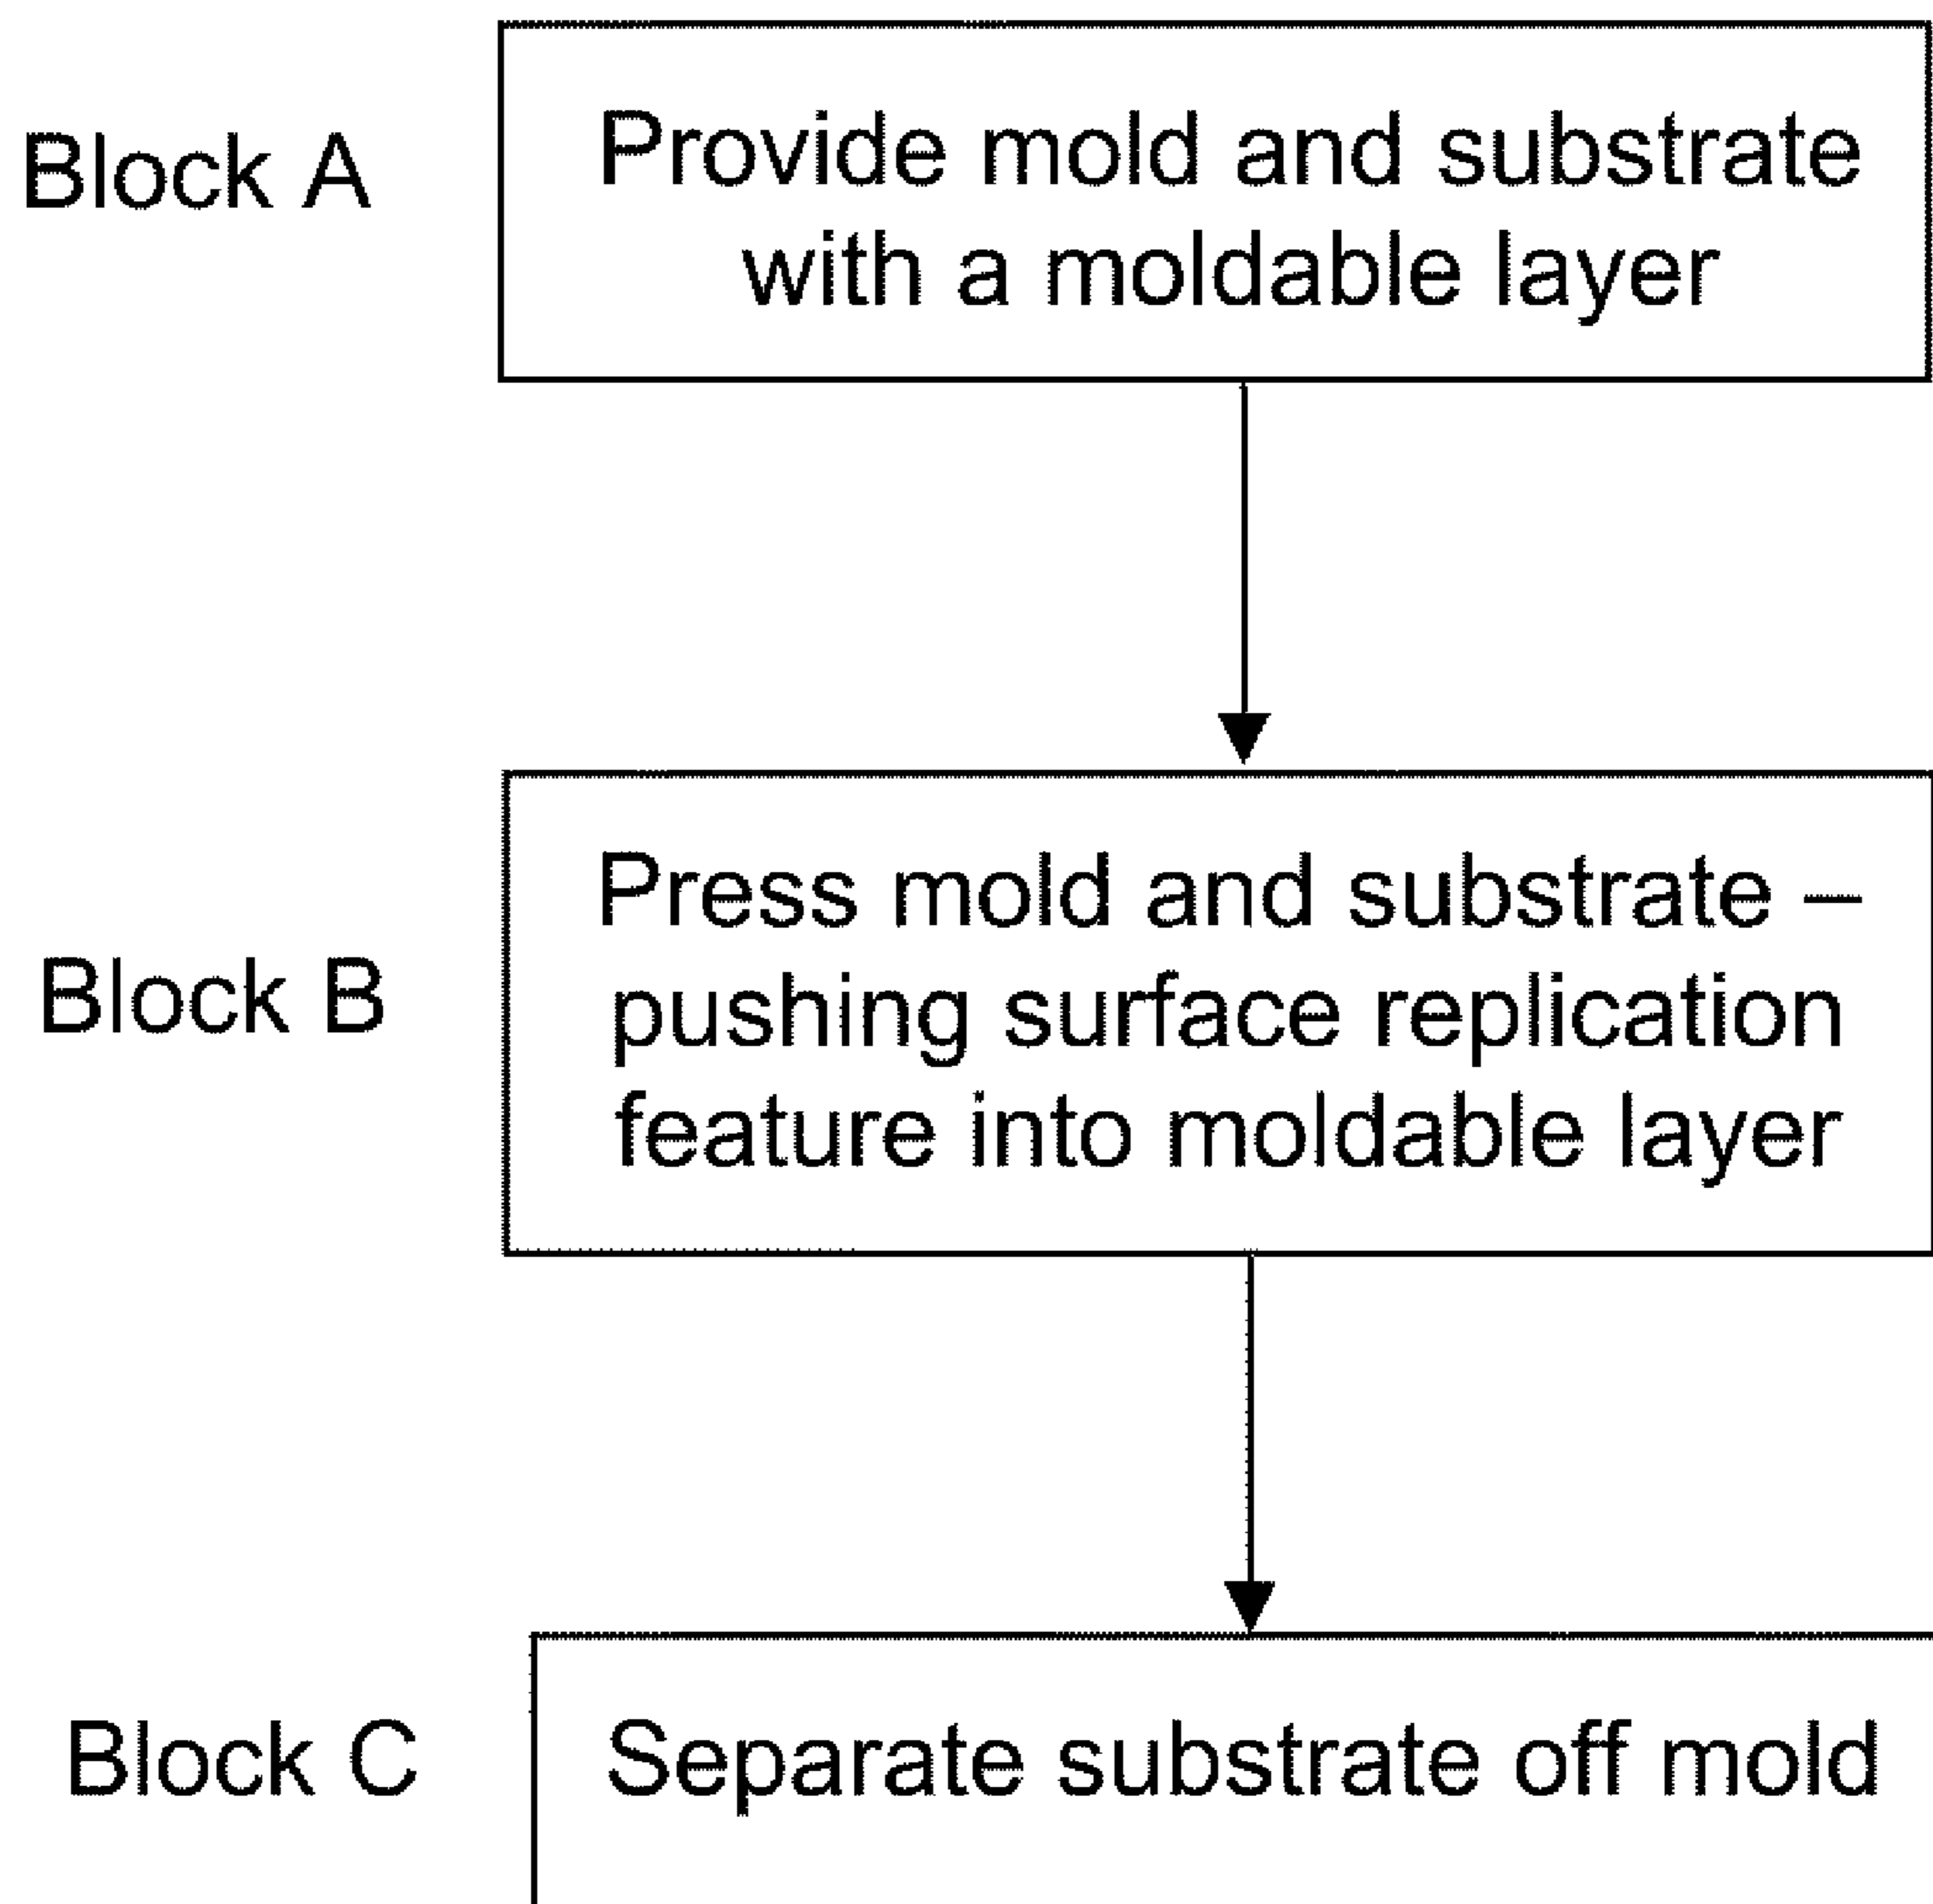 Block A
Provide mold and substrate
with a moldable layer
Block B
Press mold and substrate –
pushing surface replication
feature into moldable layer
Block C
Separate substrate off mold